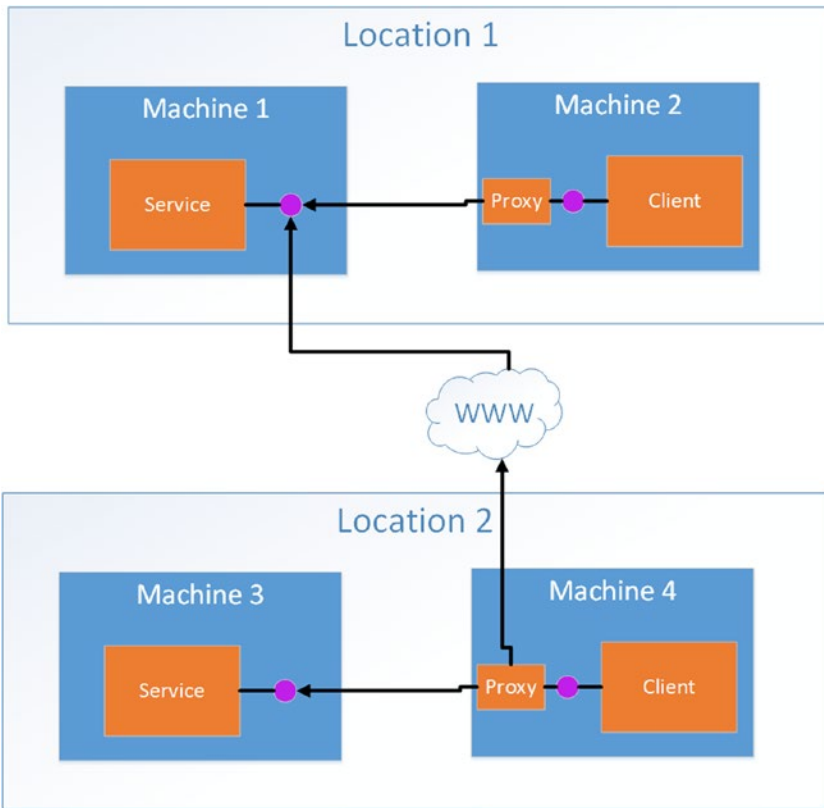 Location 1
Machine 1
Machine 2
Service
Proxy
Client
WWW
Location 2
Machine 3
Machine 4
Service
Proxy
Client